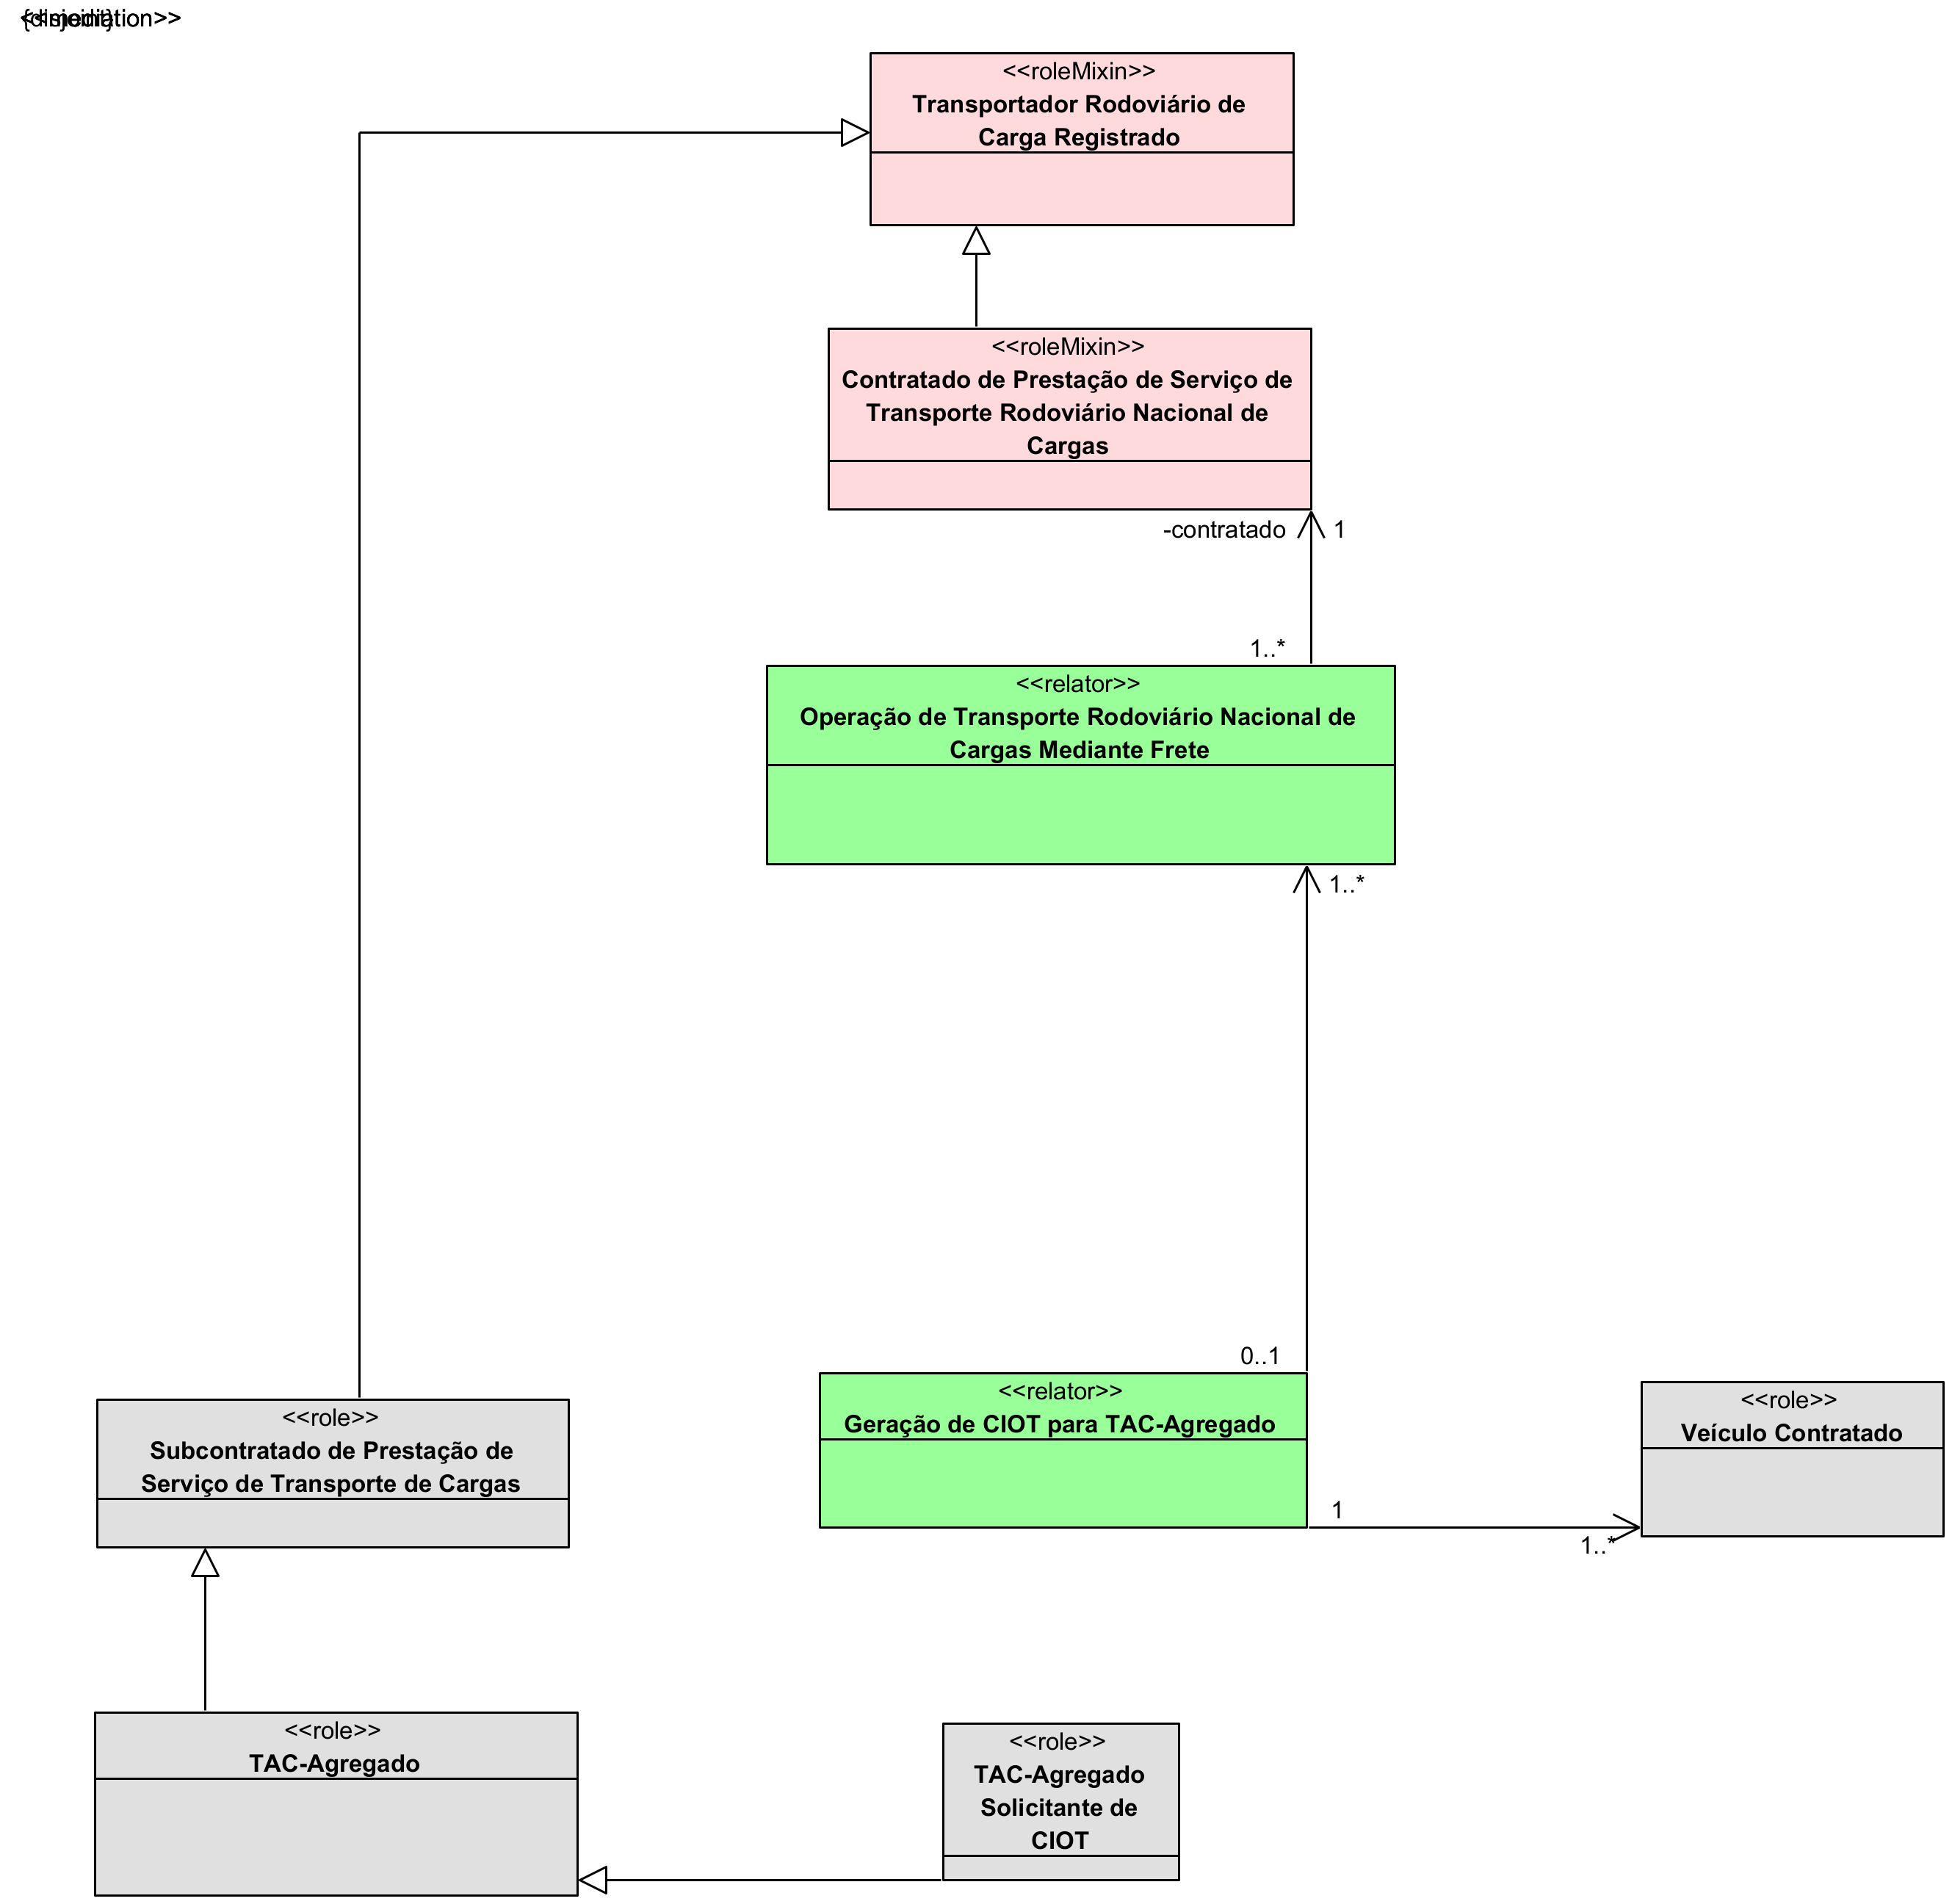 <<mediation>>
{disjoint}
<<roleMixin>>
Transportador Rodoviário de
Carga Registrado
<<roleMixin>>
Contratado de Prestação de Serviço de
Transporte Rodoviário Nacional de
Cargas
-contratado
1
1..*
<<relator>>
Operação de Transporte Rodoviário Nacional de
Cargas Mediante Frete
1..*
0..1
<<relator>>
Geração de CIOT para TAC-Agregado
<<role>>
Veículo Contratado
<<role>>
Subcontratado de Prestação de
Serviço de Transporte de Cargas
1
1..*
<<role>>
TAC-Agregado
<<role>>
TAC-Agregado
Solicitante de
CIOT